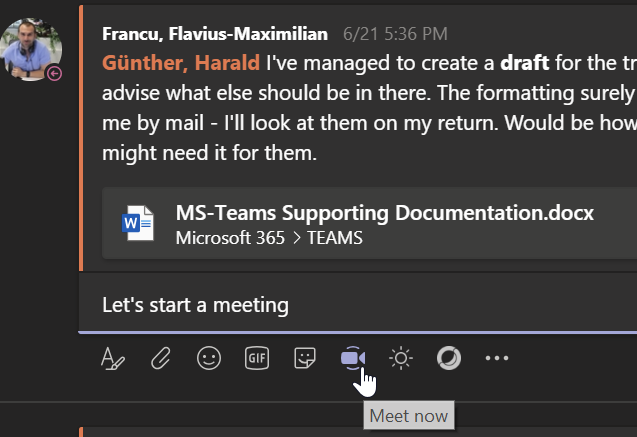 Francu, Flavius-Maximilian 6/21 5:36 PM
Günther, Harald I've managed to create a draft for the tr
advise what else should be in there. The formatting surely
me by mail - I'll look at them on my return. Would be how
might need it for them.
W
MS-Teams Supporting Documentation.docx
Microsoft 365 > TEAMS
Let's start a meeting
GIF
Meet now